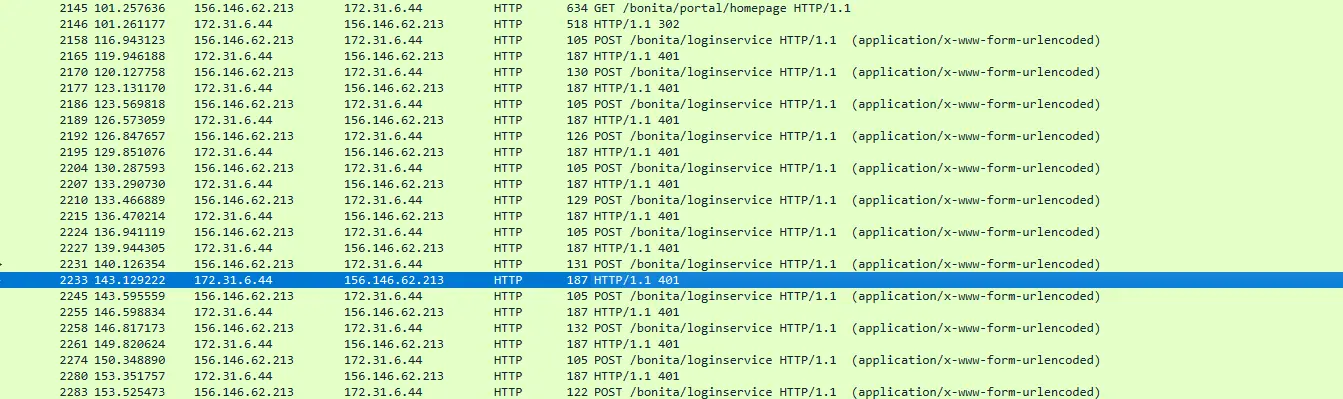 2145 101.257636 156.146.62.213 172.31.6.44 HTTP 634 GET /bonita/portal/homepage HTTP/1.1
2146 101.261177 172.31.6.44 156.146.62.213 HTTP 518 HTTP/1.1 302
2158 116.943123 156.146.62.213 172.31.6.44 HTTP 105 POST /bonita/loginservice HTTP/1.1 (application/x-www-form-urlencoded)
2165 119.946188 172.31.6.44 156.146.62.213 HTTP 187 HTTP/1.1 401
2170 120.127758 156.146.62.213 172.31.6.44 HTTP 130 POST /bonita/loginservice HTTP/1.1 (application/x-www-form-urlencoded)
2177 123.131170 172.31.6.44 156.146.62.213 HTTP 187 HTTP/1.1 401
2186 123.569818 156.146.62.213 172.31.6.44 HTTP 105 POST /bonita/loginservice HTTP/1.1 (application/x-www-form-urlencoded)
2189 126.573059 172.31.6.44 156.146.62.213 HTTP 187 HTTP/1.1 401
2192 126.847657 156.146.62.213 172.31.6.44 HTTP 126 POST /bonita/loginservice HTTP/1.1 (application/x-www-form-urlencoded)
2195 129.851076 172.31.6.44 156.146.62.213 HTTP 187 HTTP/1.1 401
2204 130.287593 156.146.62.213 172.31.6.44 HTTP 105 POST /bonita/loginservice HTTP/1.1 (application/x-www-form-urlencoded)
2207 133.290730 172.31.6.44 156.146.62.213 HTTP 187 HTTP/1.1 401
2210 133.466889 156.146.62.213 172.31.6.44 HTTP 129 POST /bonita/loginservice HTTP/1.1 (application/x-www-form-urlencoded)
2215 136.470214 172.31.6.44 156.146.62.213 HTTP 187 HTTP/1.1 401
2224 136.941119 156.146.62.213 172.31.6.44 HTTP 105 POST /bonita/loginservice HTTP/1.1 (application/x-www-form-urlencoded)
2227 139.944305 172.31.6.44 156.146.62.213 HTTP 187 HTTP/1.1 401
2231 140.126354 156.146.62.213 172.31.6.44 HTTP 131 POST /bonita/loginservice HTTP/1.1 (application/x-www-form-urlencoded)
2233 143.129222 172.31.6.44 156.146.62.213 HTTP 187 HTTP/1.1 401
2245 143.595559 156.146.62.213 172.31.6.44 HTTP 105 POST /bonita/loginservice HTTP/1.1 (application/x-www-form-urlencoded)
2255 146.598834 172.31.6.44 156.146.62.213 HTTP 187 HTTP/1.1 401
2258 146.817173 156.146.62.213 172.31.6.44 HTTP 132 POST /bonita/loginservice HTTP/1.1 (application/x-www-form-urlencoded)
2261 149.820624 172.31.6.44 156.146.62.213 HTTP 187 HTTP/1.1 401
2274 150.348890 156.146.62.213 172.31.6.44 HTTP 105 POST /bonita/loginservice HTTP/1.1 (application/x-www-form-urlencoded)
2280 153.351757 172.31.6.44 156.146.62.213 HTTP 187 HTTP/1.1 401
2283 153.525473 156.146.62.213 172.31.6.44 HTTP 122 POST /bonita/loginservice HTTP/1.1 (application/x-www-form-urlencoded)